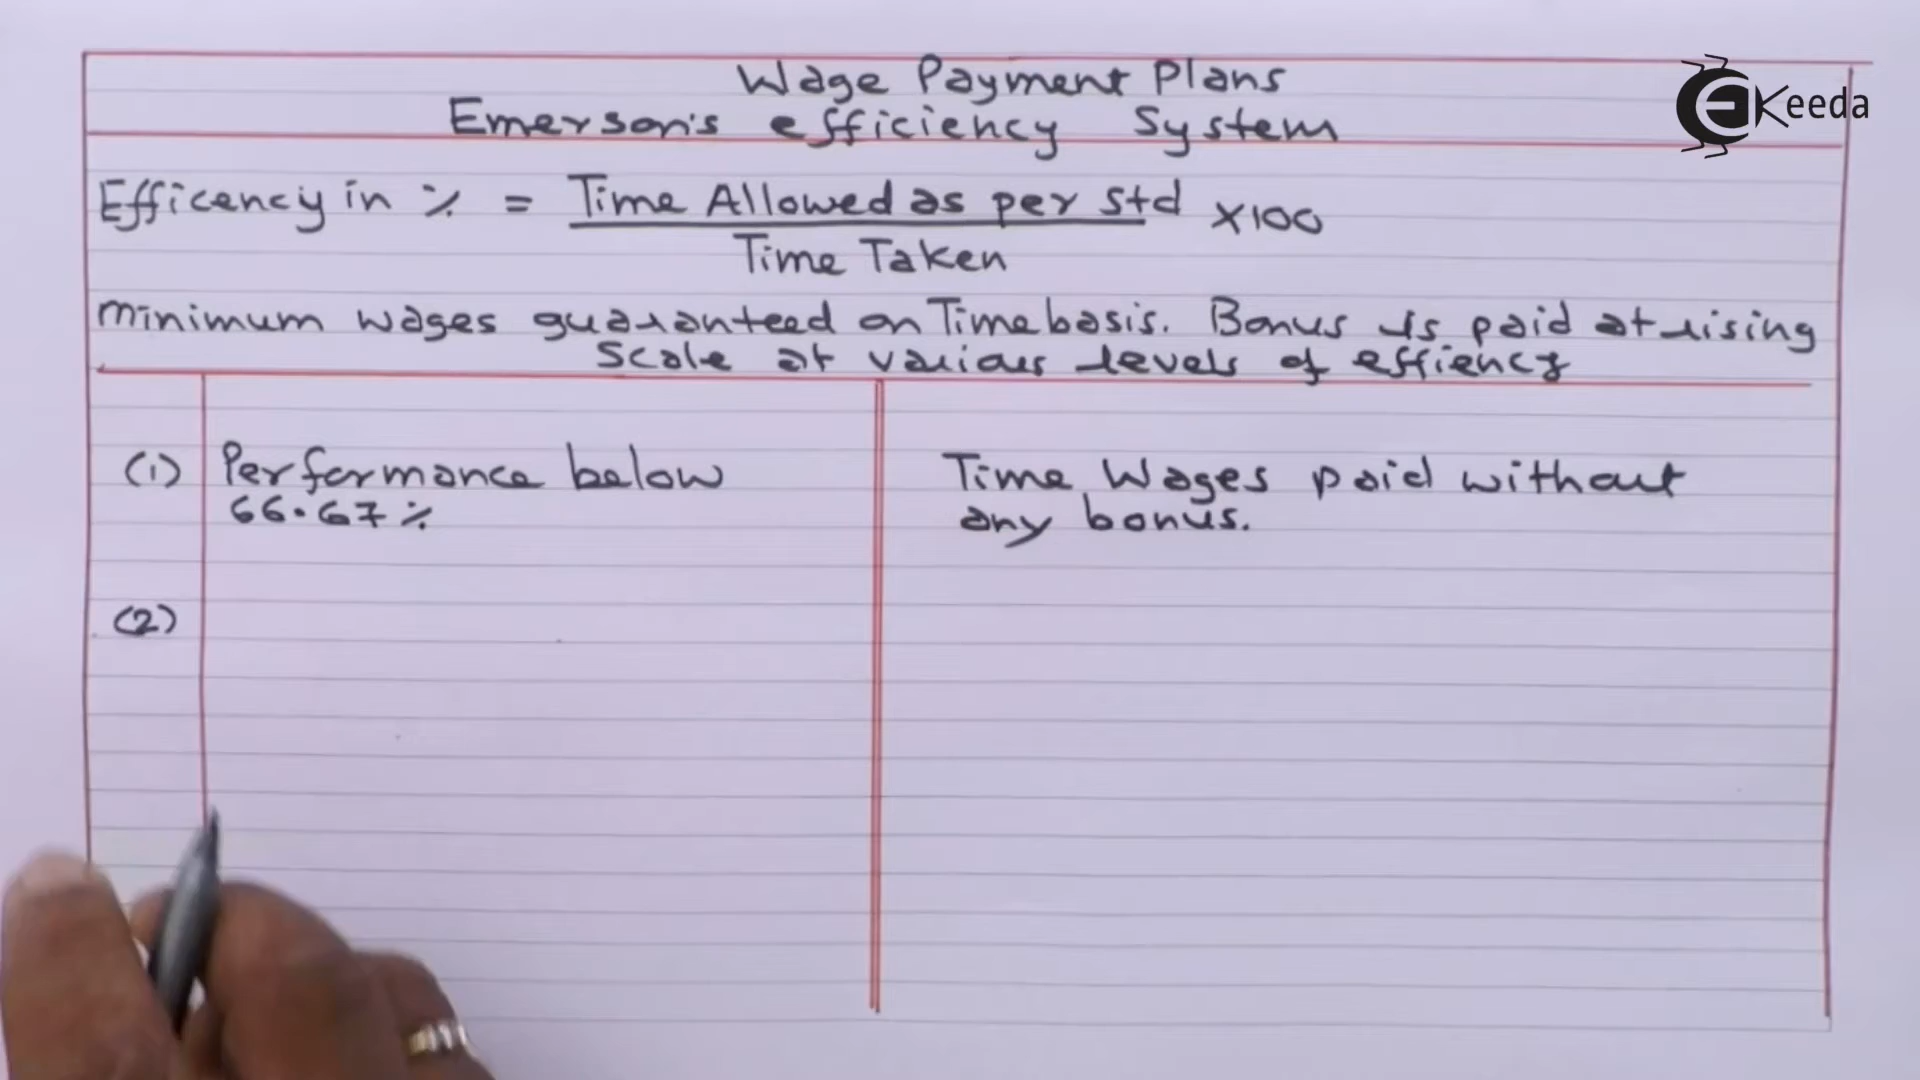 Wage Payment Plans
Emerson's efficiency System
EKeeda
Efficency in % = Time Allowed as per std X100
Time Taken
minimum wages guaranteed on Time basis. Bonus is paid at rising
scale at various levels of effiency
(1) Performance below Time Wages paid without
66.67% any bonus.
(2)